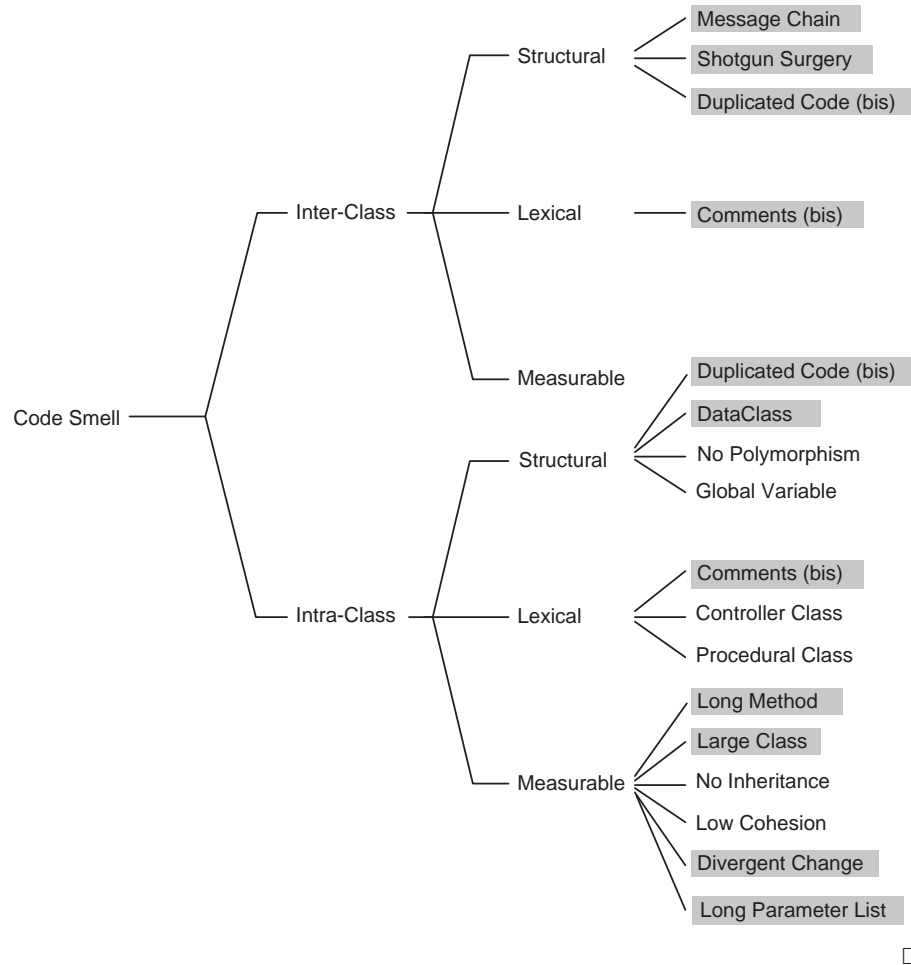 Message Chain
Structural
Shotgun Surgery
Duplicated Code (bis)
Inter-Class
Lexical
Comments (bis)
Measurable
Duplicated Code (bis)
Code Smell
DataClass
Structural
No Polymorphism
Global Variable
Comments (bis)
Intra-Class
Lexical
Controller Class
Procedural Class
Long Method
Large Class
Measurable
No Inheritance
Low Cohesion
Divergent Change
Long Parameter List